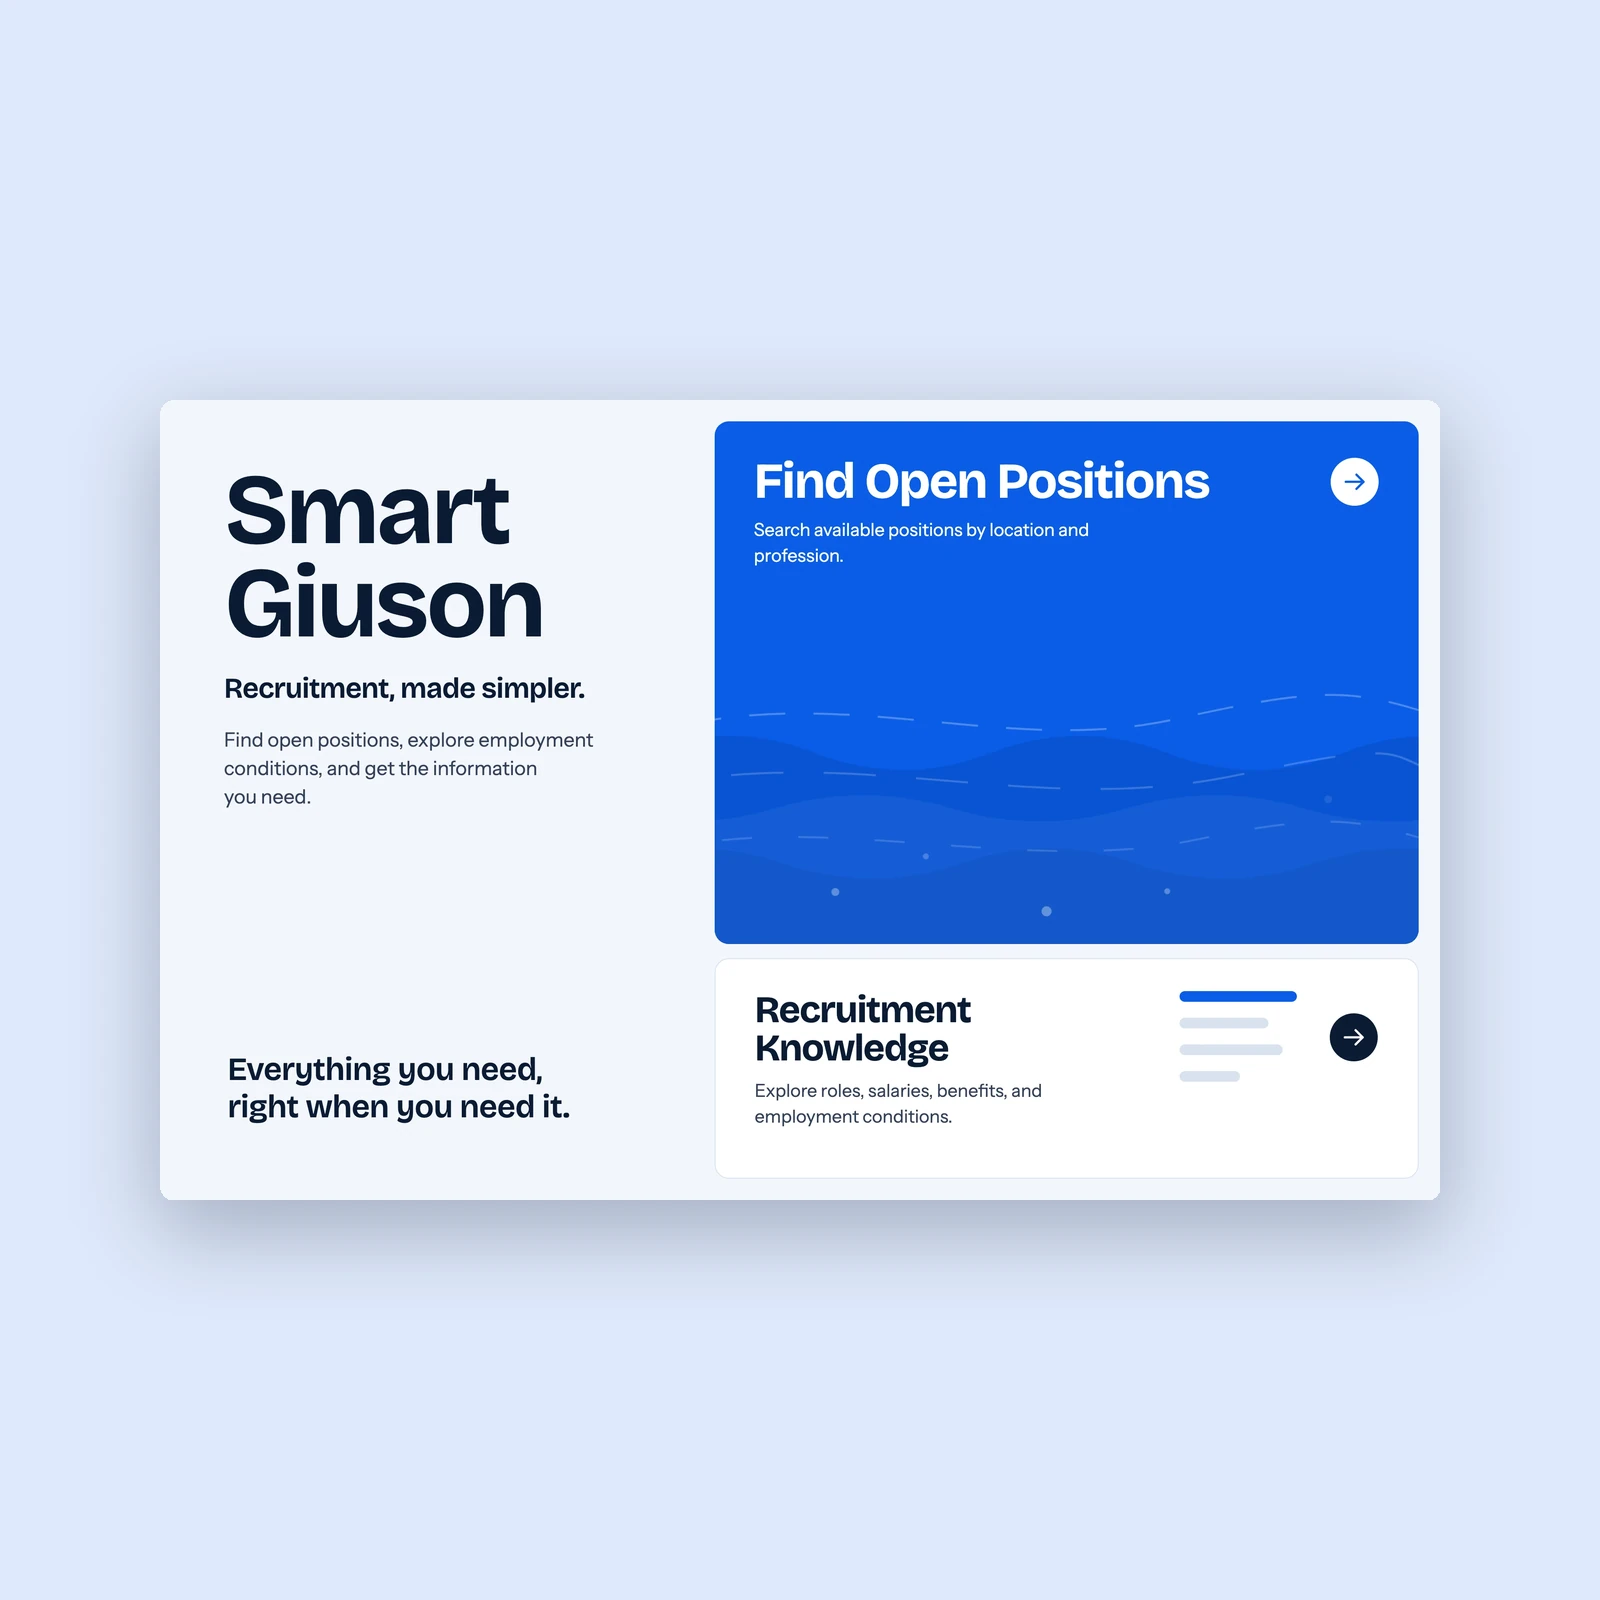 Smart
Giuson
Recruitment, made simpler.
Find open positions, explore employment
conditions, and get the information
you need.
Everything you need,
right when you need it.
Find Open Positions
Search available positions by location and
profession.
Recruitment
Knowledge
Explore roles, salaries, benefits, and
employment conditions.